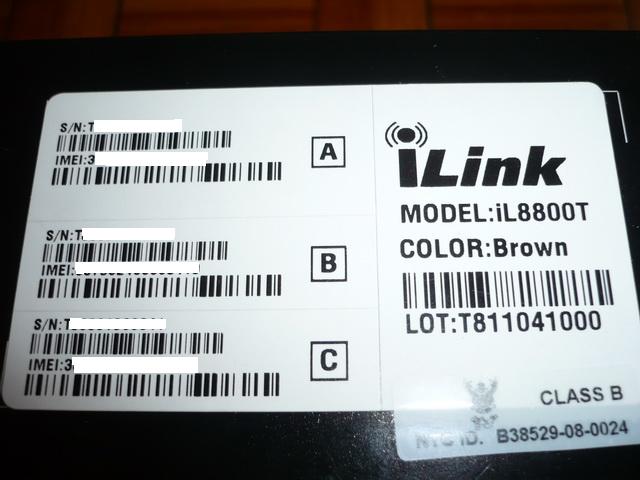 S/N:T
IMEI:3
A
S/N:T
IMEI:
B
S/N:T
IMEI:3
C
iLink
MODEL:iL8800T
COLOR:Brown
LOT:T811041000
CLASS B
NTC ID. B38529-08-0024